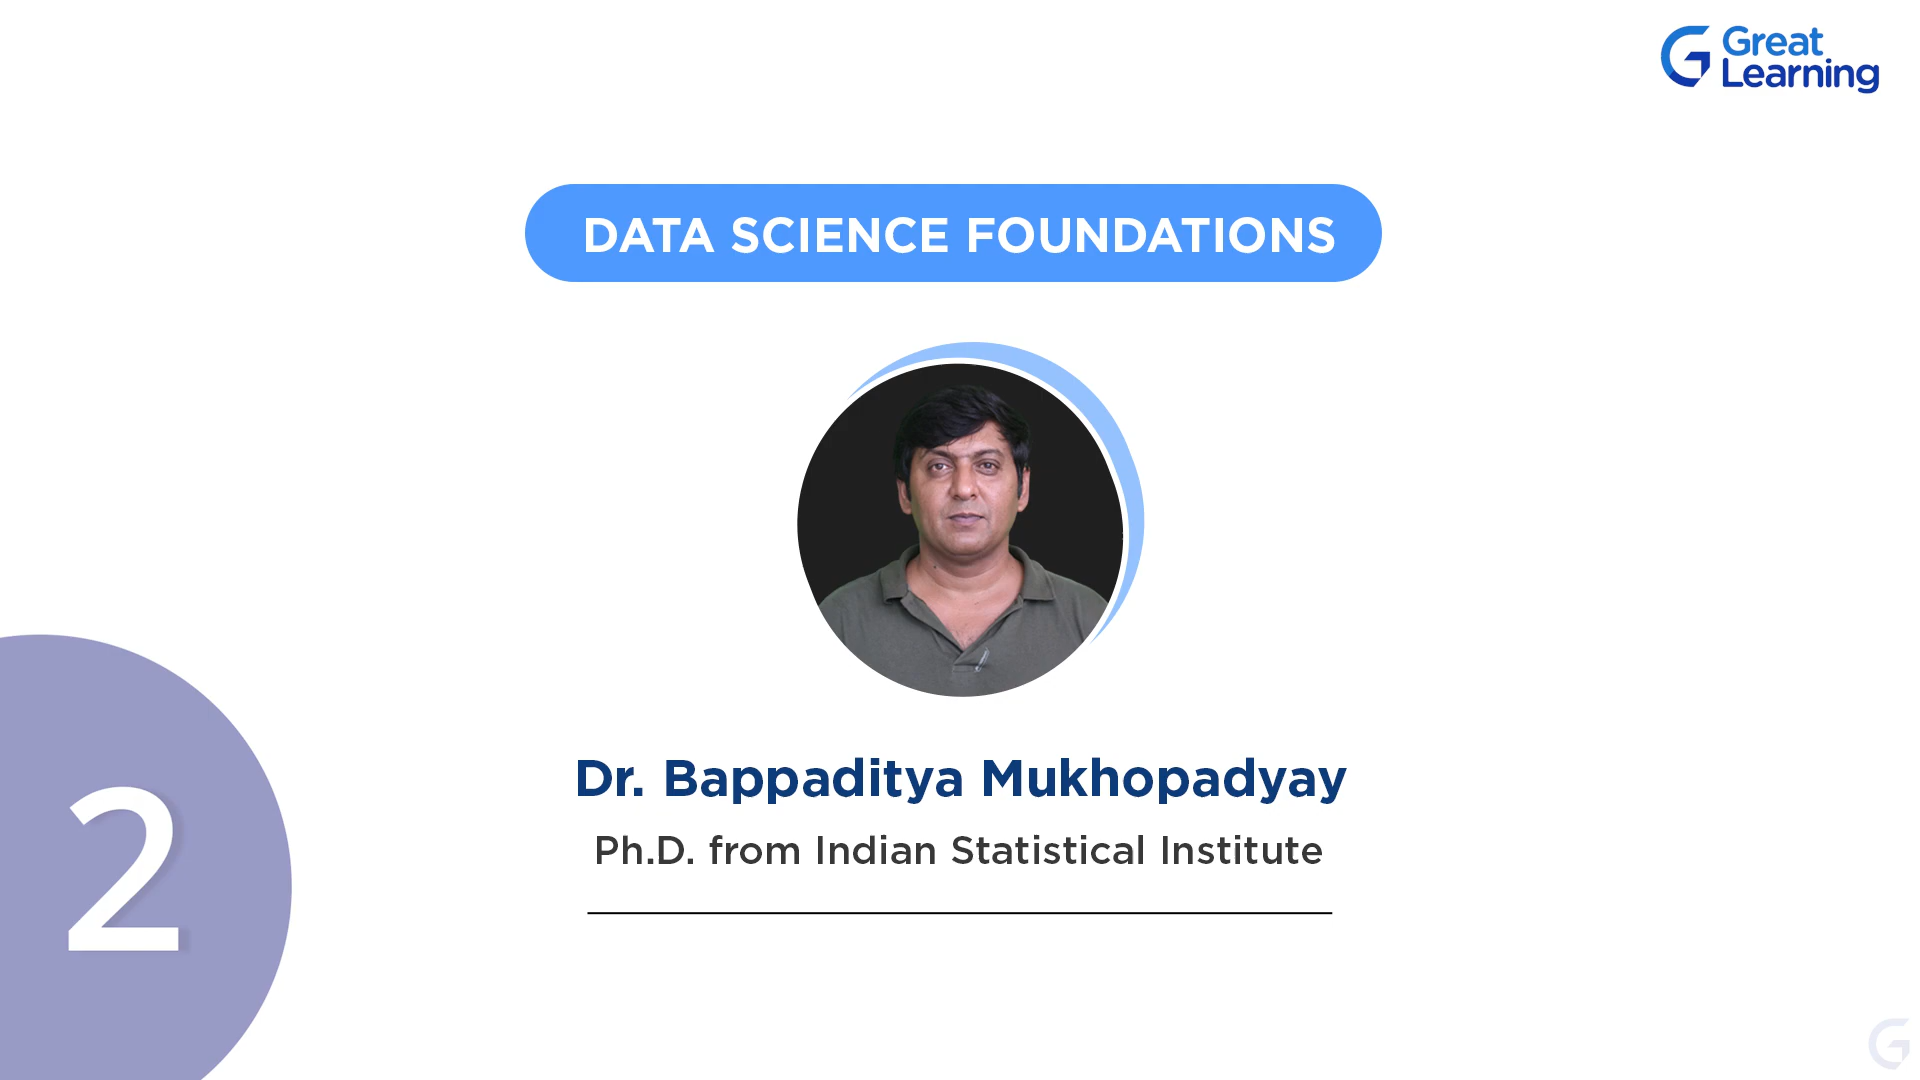 Great
Learning
DATA SCIENCE FOUNDATIONS
Dr. Bappaditya Mukhopadyay
Ph.D. from Indian Statistical Institute
2